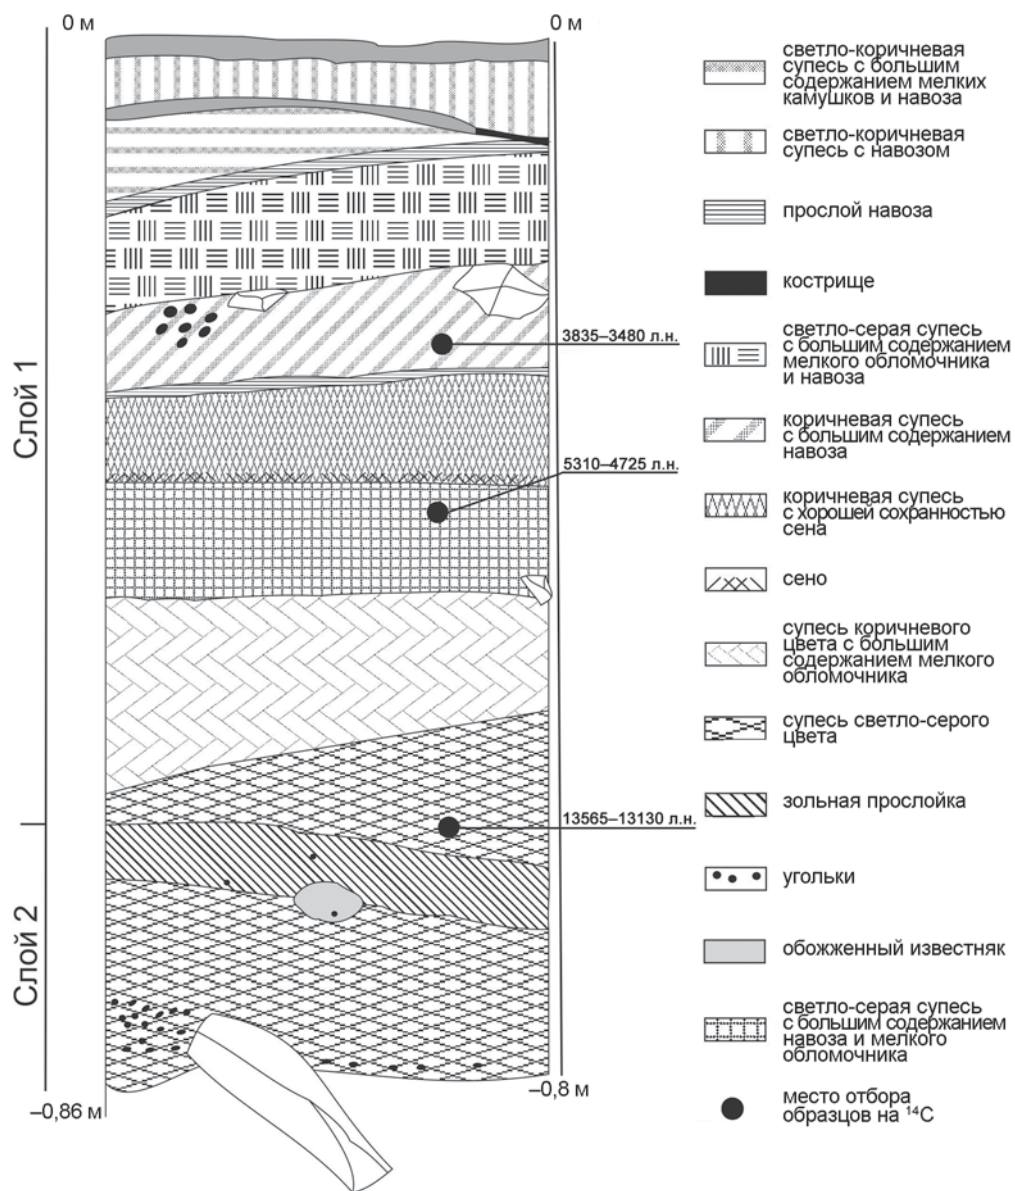 0 м
0 м
Слой 1
Слой 2
3835–3480 л.н.
5310–4725 л.н.
13565–13130 л.н.
–0,86 м
–0,8 м
светло-коричневая
супесь с большим
содержанием мелких
камушков и навоза
светло-коричневая
супесь с навозом
прослой навоза
кострище
светло-серая супесь
с большим содержанием
мелкого обломочника
и навоза
коричневая супесь
с большим содержанием
навоза
коричневая супесь
с хорошей сохранностью
сена
сено
супесь коричневого
цвета с большим
содержанием мелкого
обломочника
супесь светло-серого
цвета
зольная прослойка
угольки
обожженный известняк
светло-серая супесь
с большим содержанием
навоза и мелкого
обломочника
место отбора
образцов на ¹⁴C